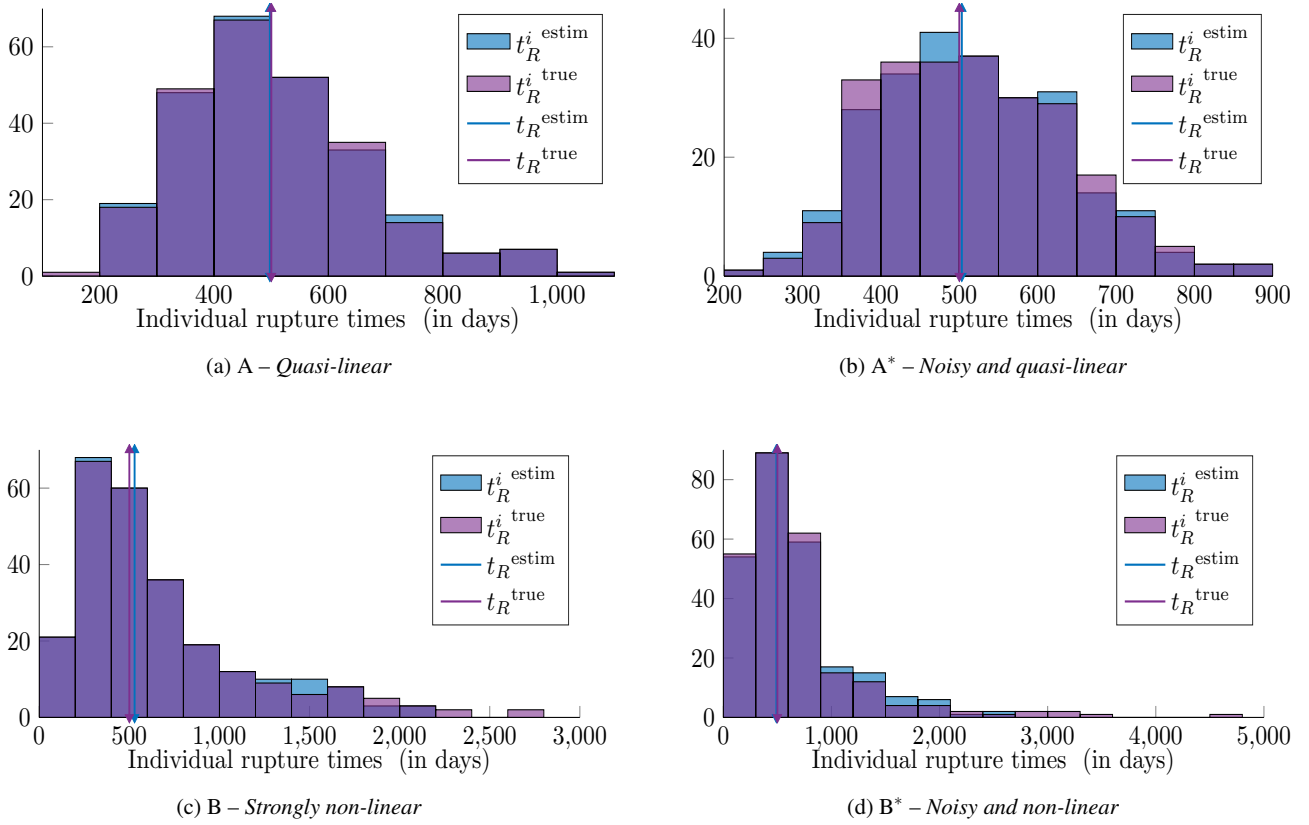 60
40
20
0
200
400
600
800
1,000
Individual rupture times (in days)
t_R^i estim
t_R^i true
t_R estim
t_R true
(a) A – Quasi-linear
40
20
0
200
300
400
500
600
700
800
900
Individual rupture times (in days)
t_R^i estim
t_R^i true
t_R estim
t_R true
(b) A* – Noisy and quasi-linear
60
40
20
0
0
500
1,000
1,500
2,000
2,500
3,000
Individual rupture times (in days)
t_R^i estim
t_R^i true
t_R estim
t_R true
(c) B – Strongly non-linear
80
60
40
20
0
0
1,000
2,000
3,000
4,000
5,000
Individual rupture times (in days)
t_R^i estim
t_R^i true
t_R estim
t_R true
(d) B* – Noisy and non-linear